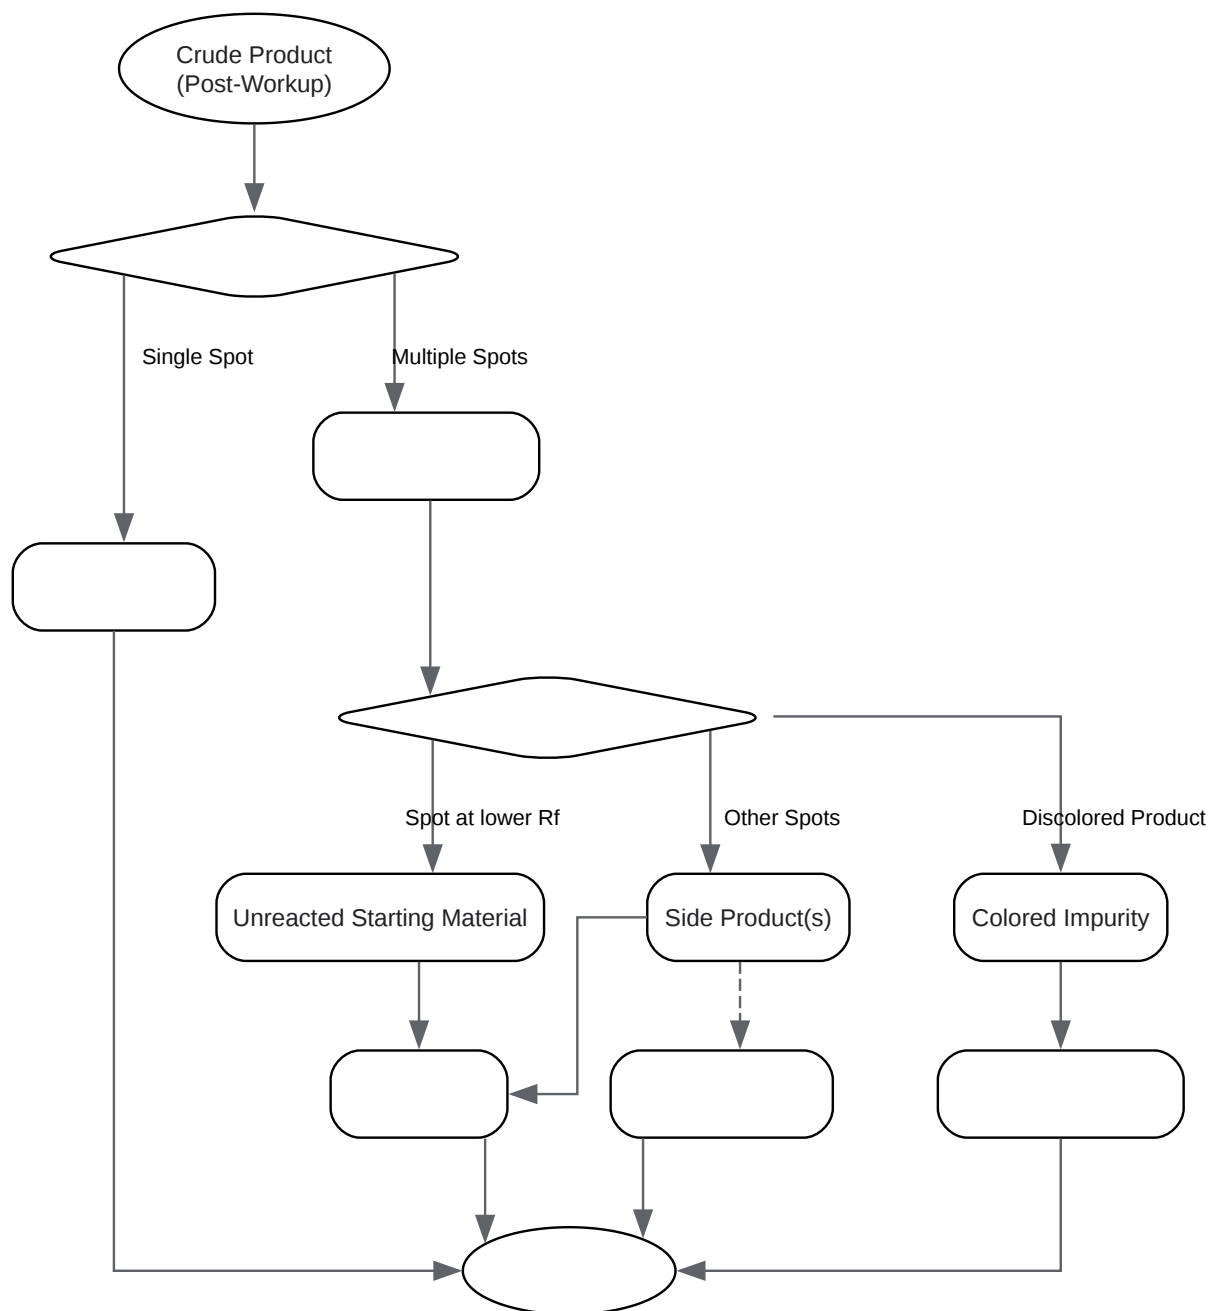 Crude Product
(Post-Workup)
Single Spot
Multiple Spots
Spot at lower Rf
Other Spots
Discolored Product
Unreacted Starting Material
Side Product(s)
Colored Impurity